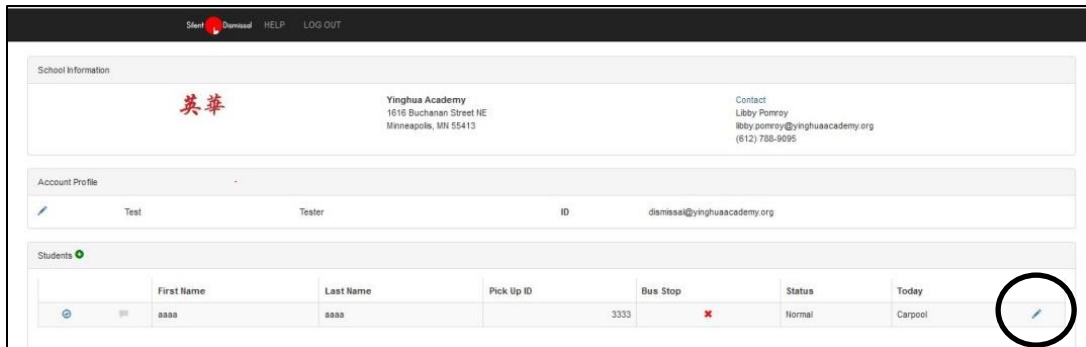 Silent Dismissal HELP LOG OUT
School Information
英華
Yinghua Academy
1616 Buchanan Street NE
Minneapolis, MN 55413
Contact
Libby Pomroy
libby.pomroy@yinghuaacademy.org
(612) 788-9095
Account Profile
Test Tester ID dismissal@yinghuaacademy.org
Students
First Name Last Name Pick Up ID Bus Stop Status Today
aaaa aaaa 3333 Normal Carpool